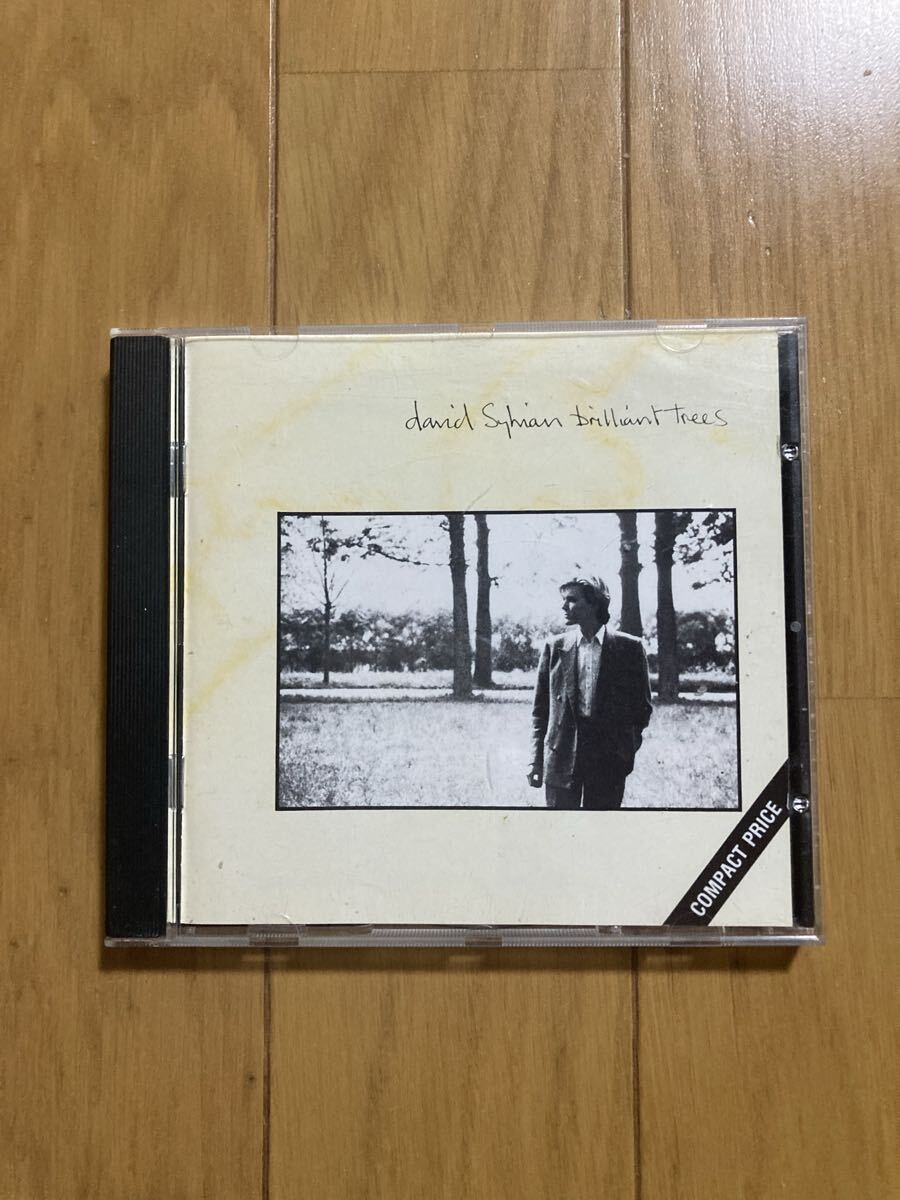 david Sylvian brilliant trees
COMPACT PRICE